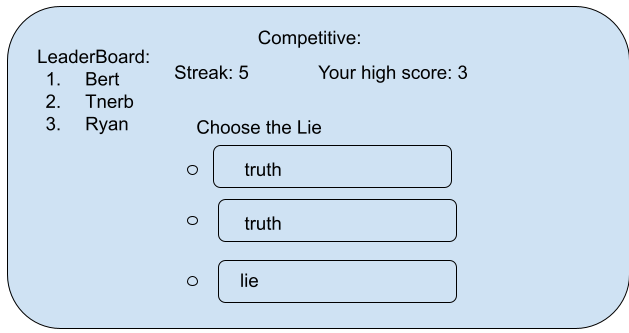 Competitive:
LeaderBoard:
1. Bert
2. Tnerb
3. Ryan
Streak: 5
Your high score: 3
Choose the Lie
truth
truth
lie